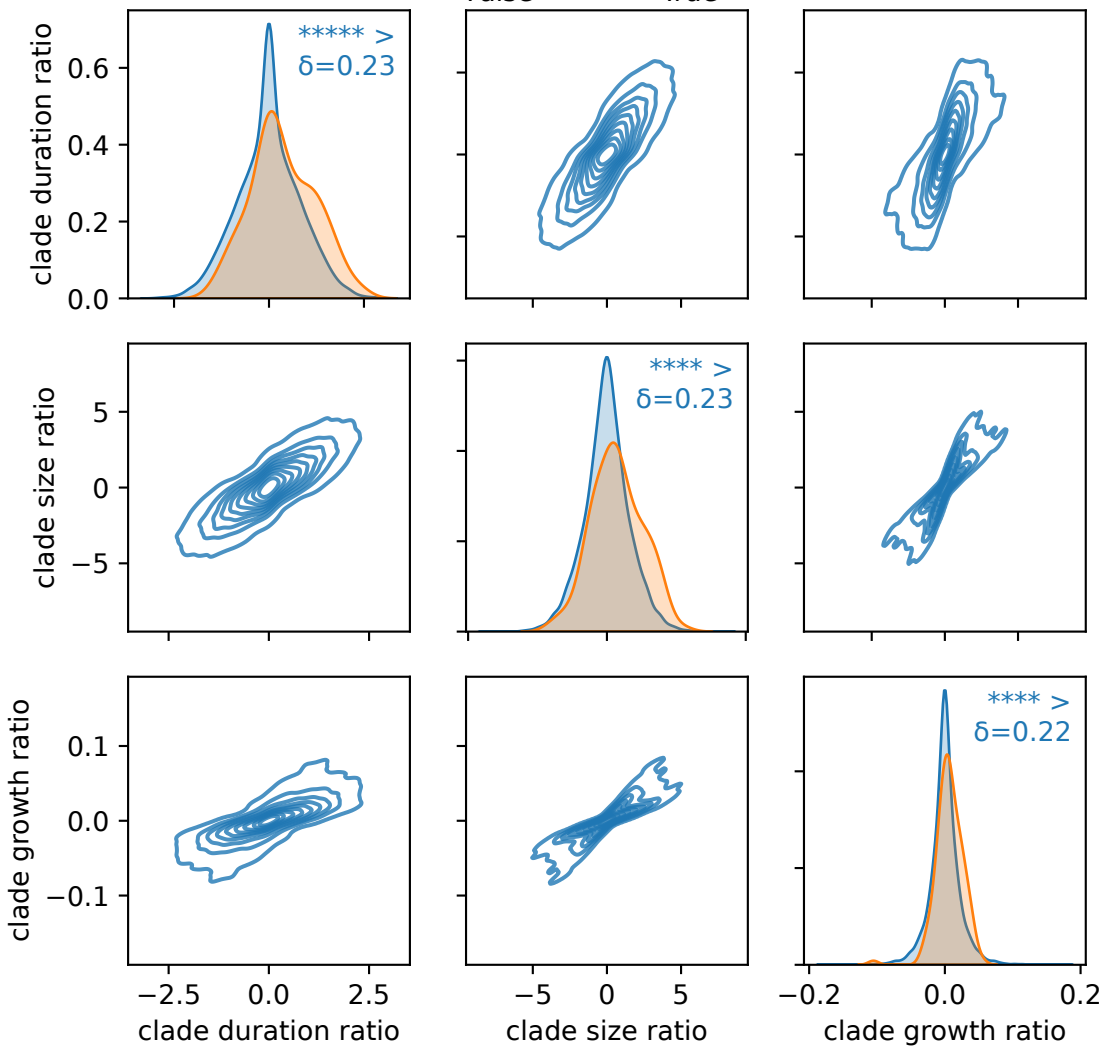 clade duration ratio
0.6
0.4
0.2
0.0
***** >
δ=0.23
clade size ratio
5
0
−5
**** >
δ=0.23
clade growth ratio
0.1
0.0
−0.1
**** >
δ=0.22
−2.5 0.0 2.5
−5 0 5
−0.2 0.0 0.2
clade duration ratio
clade size ratio
clade growth ratio